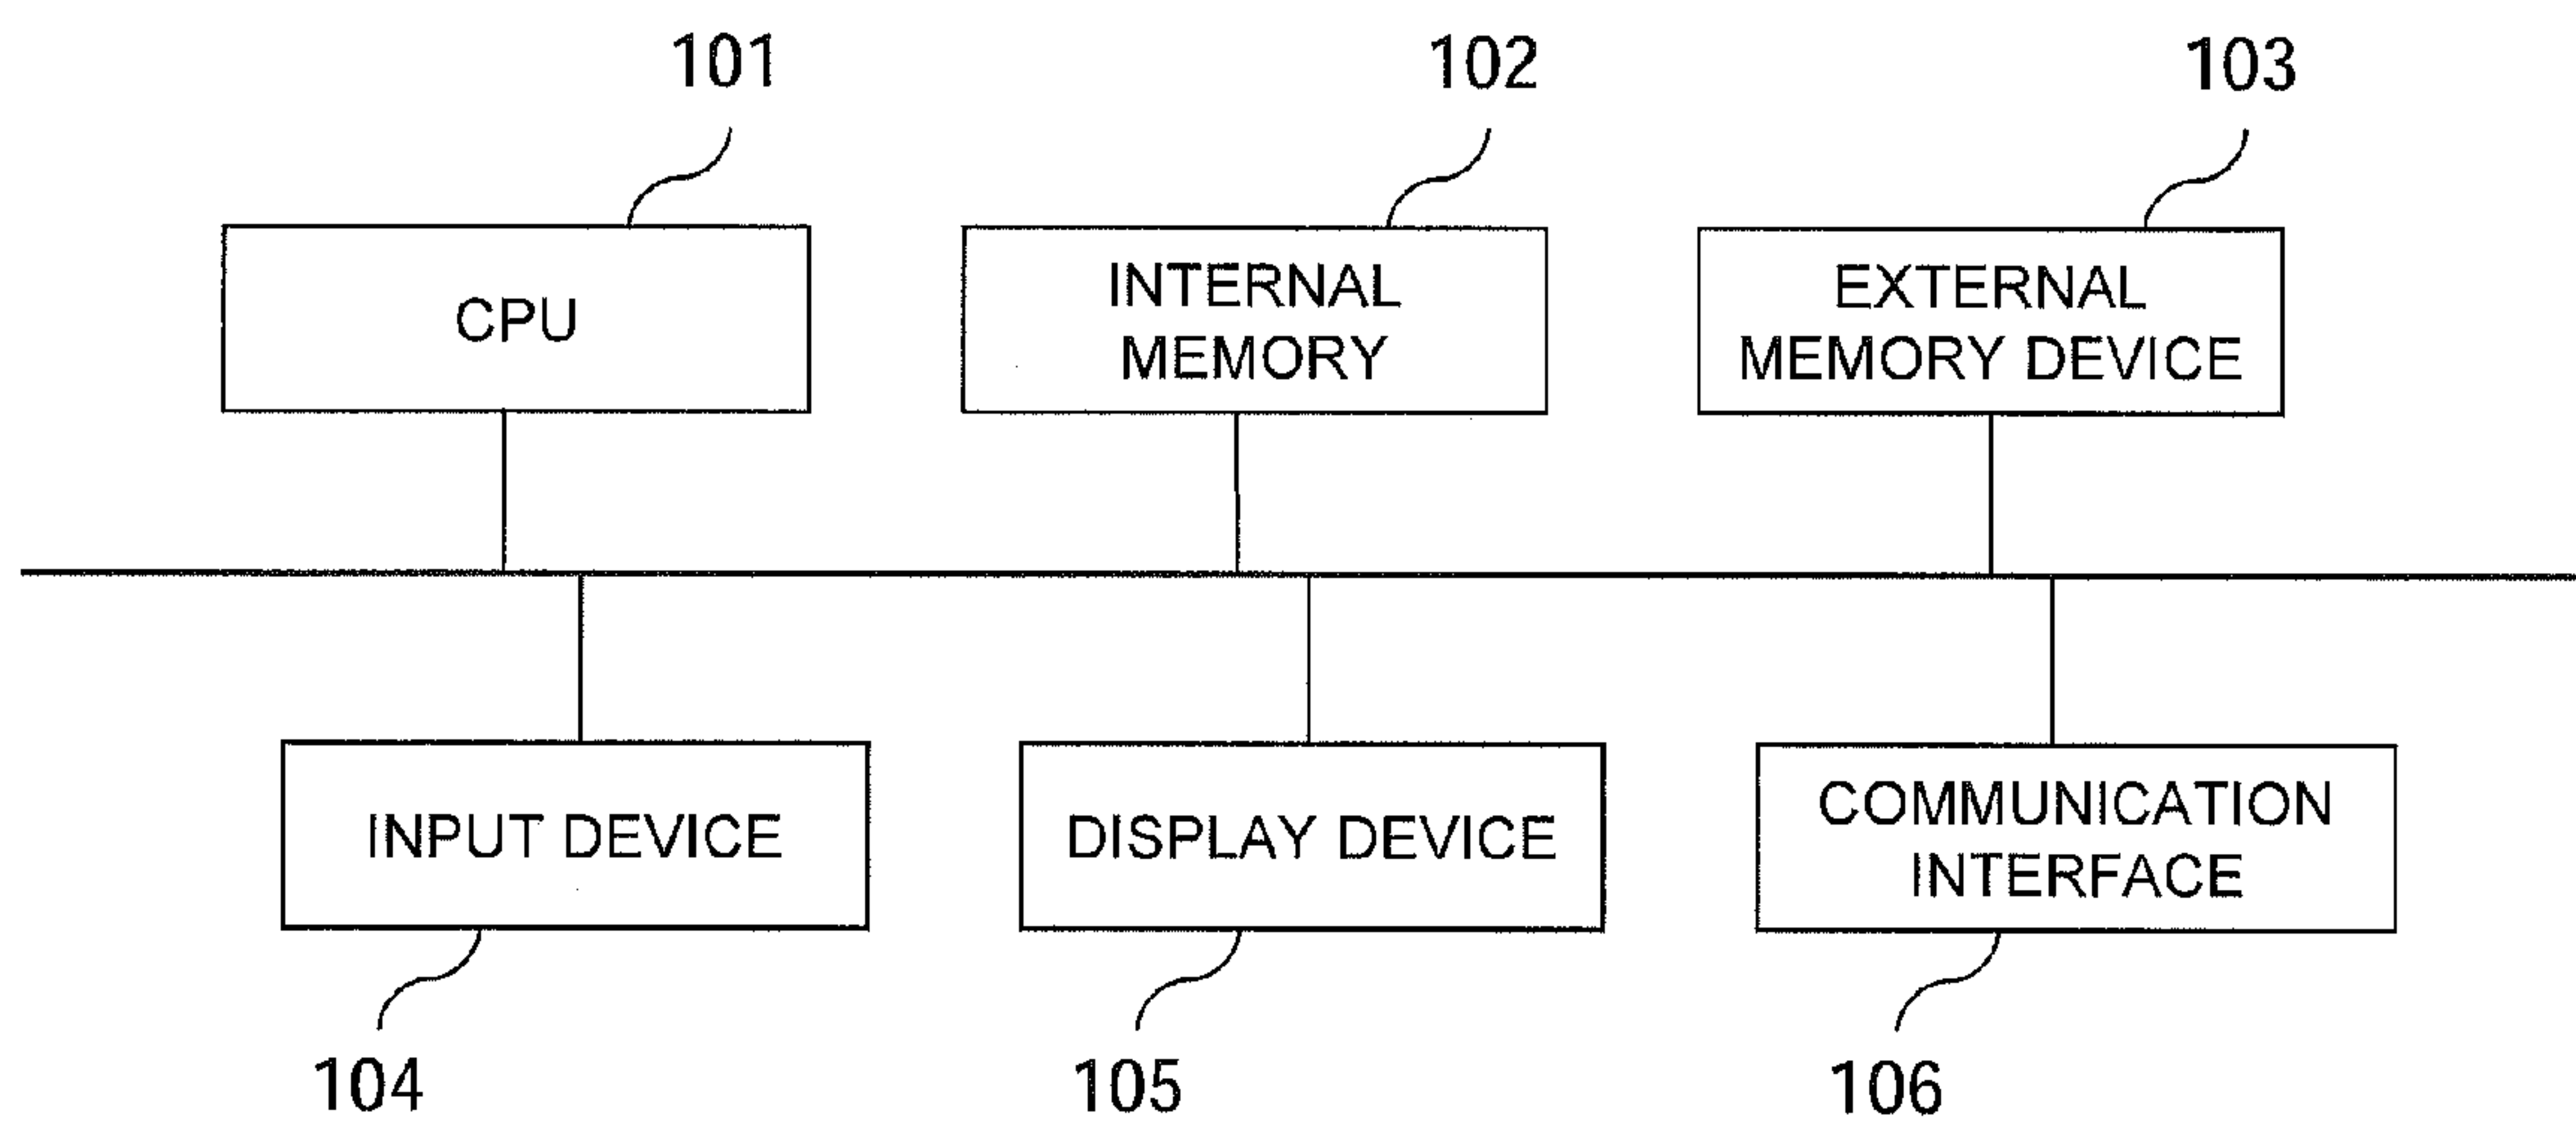 101
102
103
CPU
INTERNAL
MEMORY
EXTERNAL
MEMORY DEVICE
INPUT DEVICE
DISPLAY DEVICE
COMMUNICATION
INTERFACE
104
105
106